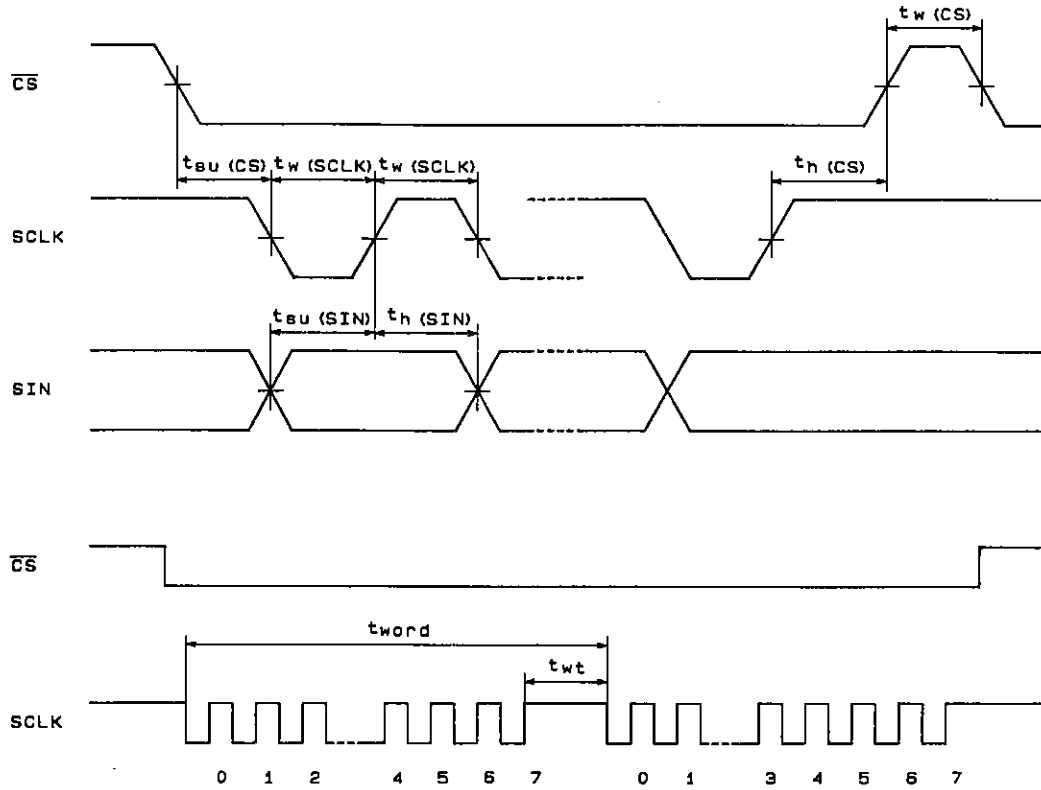 tw (CS)
CS
tsu (CS) tw (SCLK) tw (SCLK) th (CS)
SCLK
tsu (SIN) th (SIN)
SIN
CS
tword
twt
SCLK
0 1 2 4 5 6 7 0 1 3 4 5 6 7